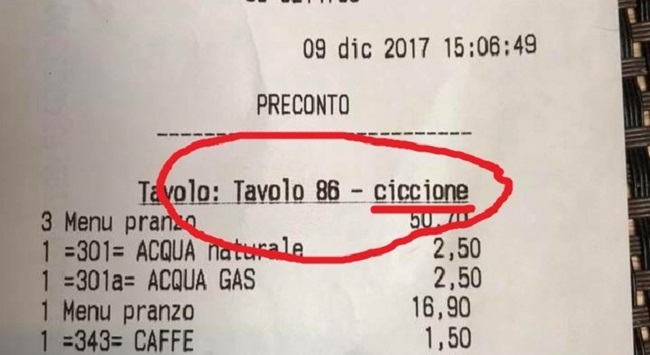 09 dic 2017 15:06:49
PRECONTO
Tavolo: Tavolo 86 - ciccione
3 Menu pranzo 50,70
1 =301= ACQUA naturale 2,50
1 =301a= ACQUA GAS 2,50
1 Menu pranzo 16,90
1 =343= CAFFE 1,50